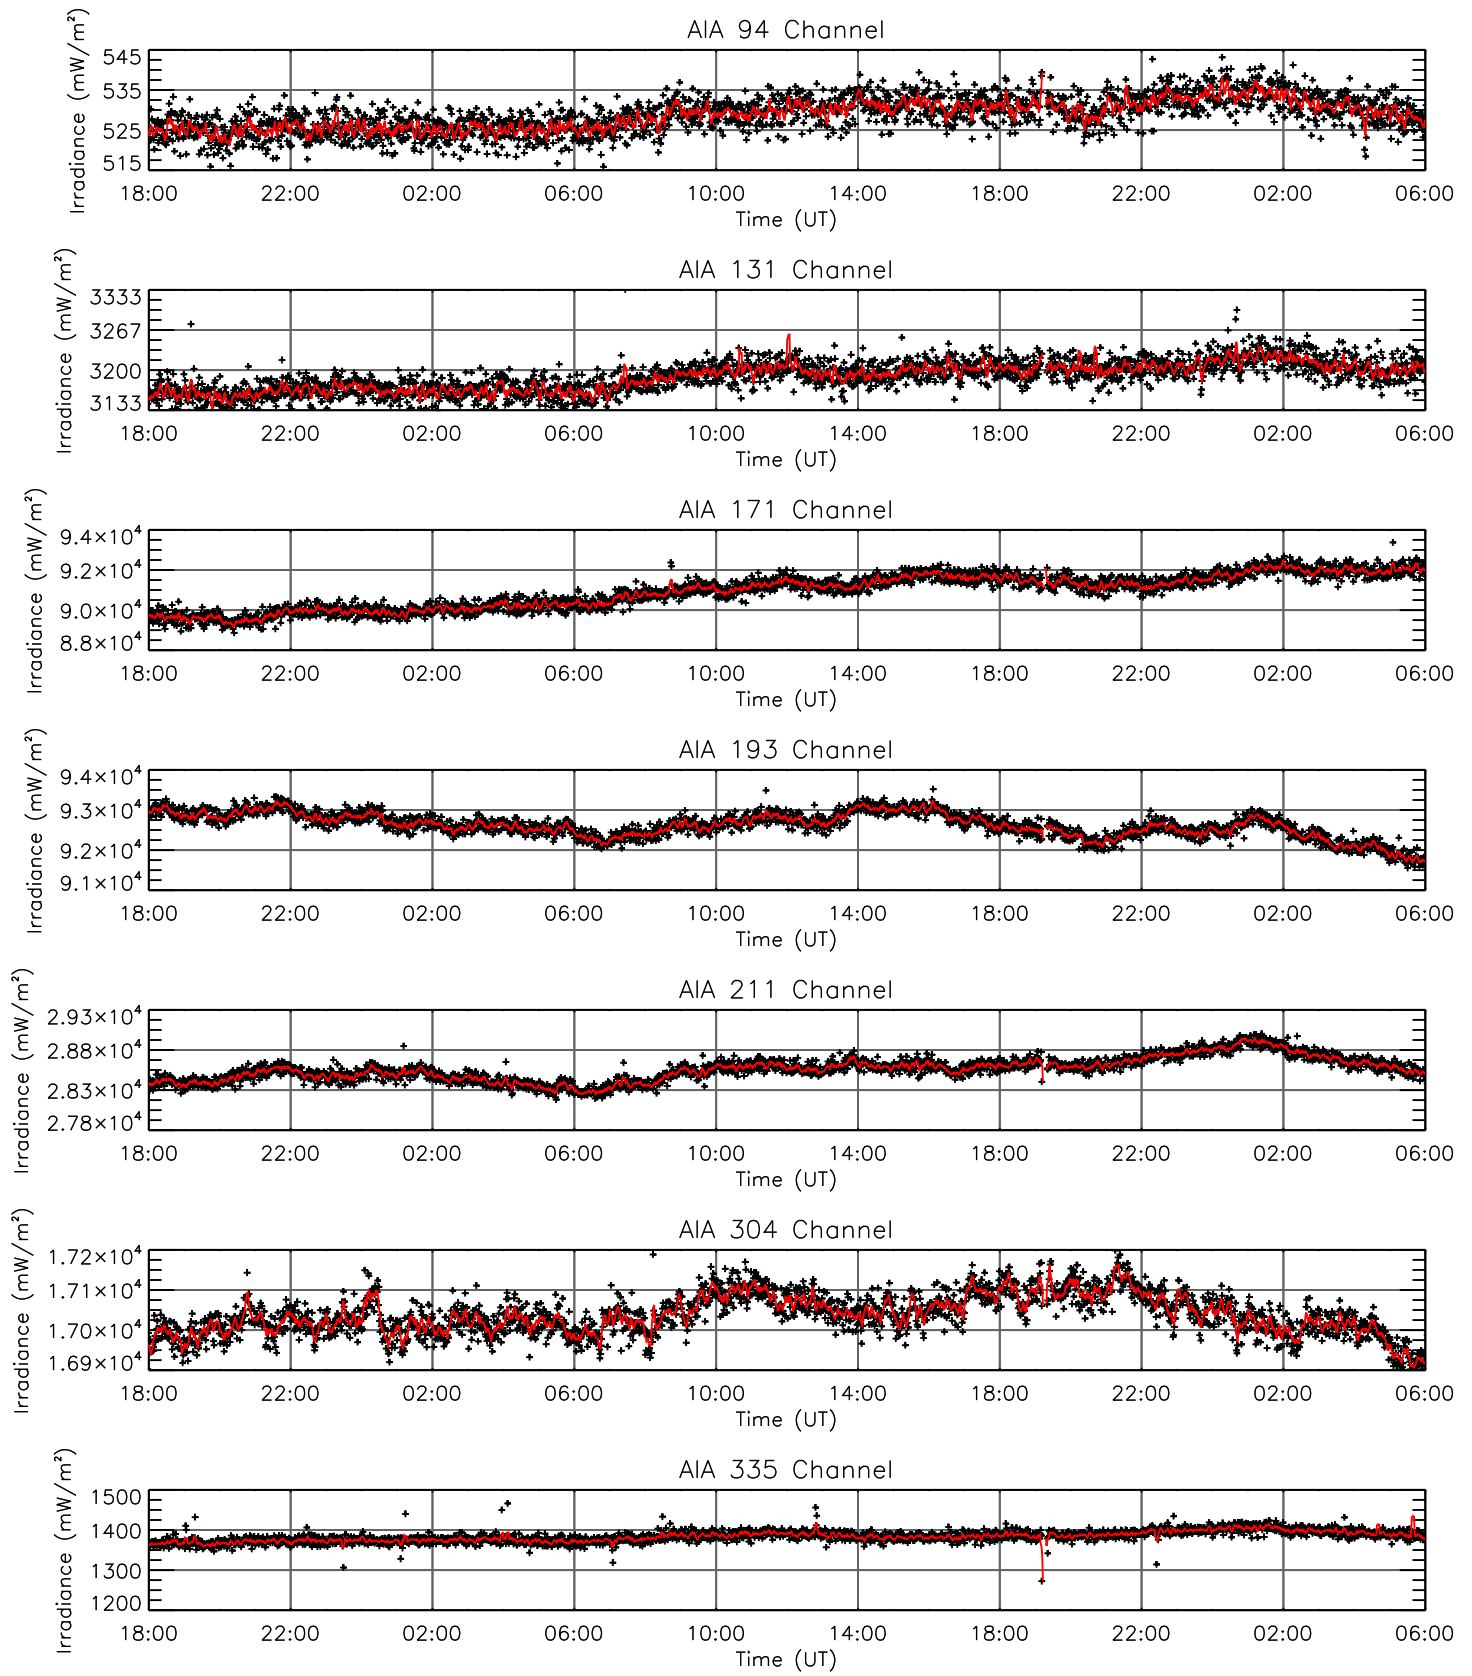 AIA 94 Channel
Irradiance (mW/m²)
545
535
525
515
18:00 22:00 02:00 06:00 10:00 14:00 18:00 22:00 02:00 06:00
Time (UT)
AIA 131 Channel
Irradiance (mW/m²)
3333
3267
3200
3133
18:00 22:00 02:00 06:00 10:00 14:00 18:00 22:00 02:00 06:00
Time (UT)
AIA 171 Channel
Irradiance (mW/m²)
9.4×10⁴
9.2×10⁴
9.0×10⁴
8.8×10⁴
18:00 22:00 02:00 06:00 10:00 14:00 18:00 22:00 02:00 06:00
Time (UT)
AIA 193 Channel
Irradiance (mW/m²)
9.4×10⁴
9.3×10⁴
9.2×10⁴
9.1×10⁴
18:00 22:00 02:00 06:00 10:00 14:00 18:00 22:00 02:00 06:00
Time (UT)
AIA 211 Channel
Irradiance (mW/m²)
2.93×10⁴
2.88×10⁴
2.83×10⁴
2.78×10⁴
18:00 22:00 02:00 06:00 10:00 14:00 18:00 22:00 02:00 06:00
Time (UT)
AIA 304 Channel
Irradiance (mW/m²)
1.72×10⁴
1.71×10⁴
1.70×10⁴
1.69×10⁴
18:00 22:00 02:00 06:00 10:00 14:00 18:00 22:00 02:00 06:00
Time (UT)
AIA 335 Channel
Irradiance (mW/m²)
1500
1400
1300
1200
18:00 22:00 02:00 06:00 10:00 14:00 18:00 22:00 02:00 06:00
Time (UT)